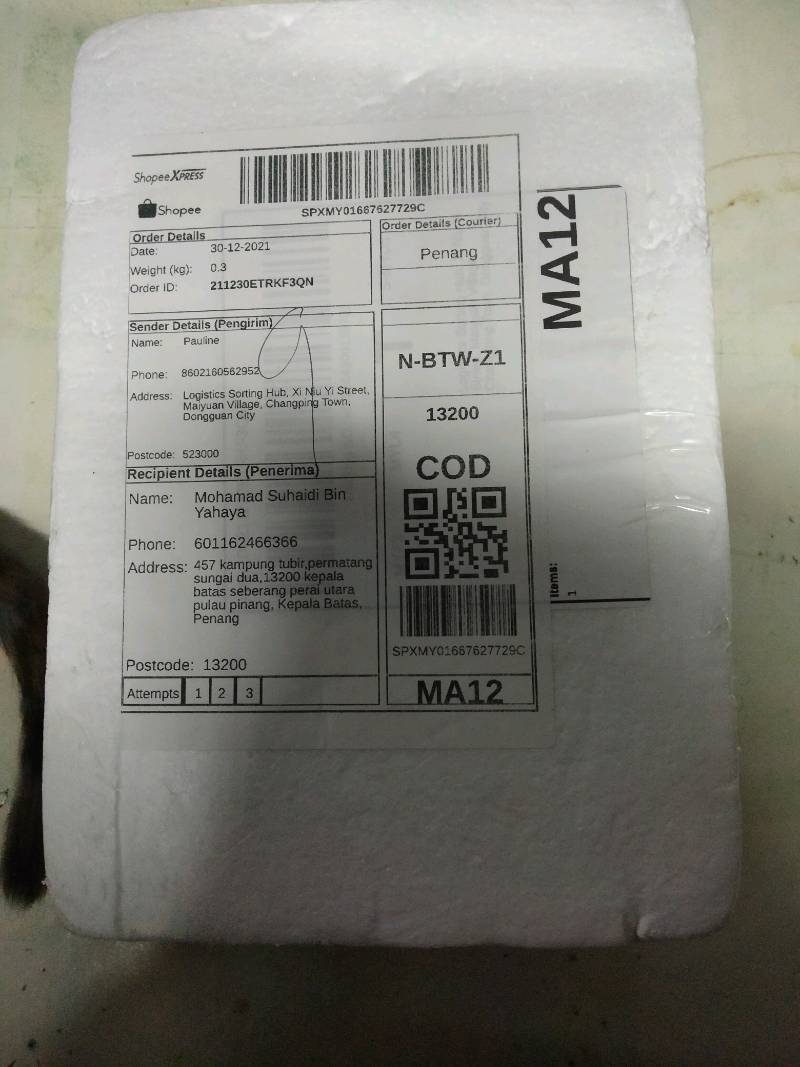 ShopeeXPRESS
Shopee
SPXMY01667627729C
Order Details
Date: 30-12-2021
Weight (kg): 0.3
Order ID: 211230ETRKF3QN
Order Details (Courier)
Penang
Sender Details (Pengirim)
Name: Pauline
Phone: 8602160562952
Address: Logistics Sorting Hub, Xi Niu Yi Street,
Maiyuan Village, Changping Town,
Dongguan City
Postcode: 523000
N-BTW-Z1
13200
COD
Recipient Details (Penerima)
Name: Mohamad Suhaidi Bin
Yahaya
Phone: 601162466366
Address: 457 kampung tubir,permatang
sungai dua,13200 kepala
batas seberang perai utara
pulau pinang, Kepala Batas,
Penang
Postcode: 13200
Attempts 1 2 3
SPXMY01667627729C
MA12
MA12
Items:
1